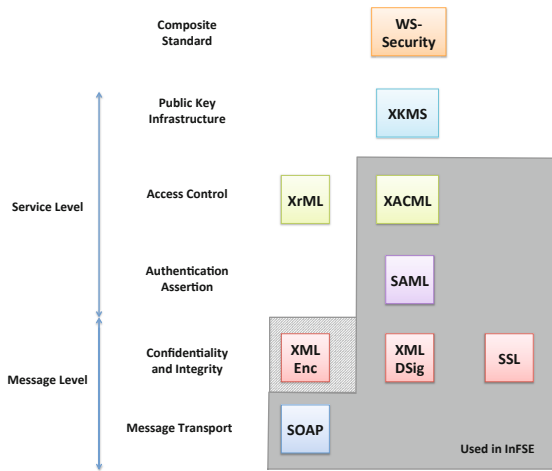 Composite
Standard
WS-
Security
Public Key
Infrastructure
XKMS
Service Level
Access Control
XrML
XACML
Authentication
Assertion
SAML
Message Level
Confidentiality
and Integrity
XML
Enc
XML
DSig
SSL
Message Transport
SOAP
Used in InFSE